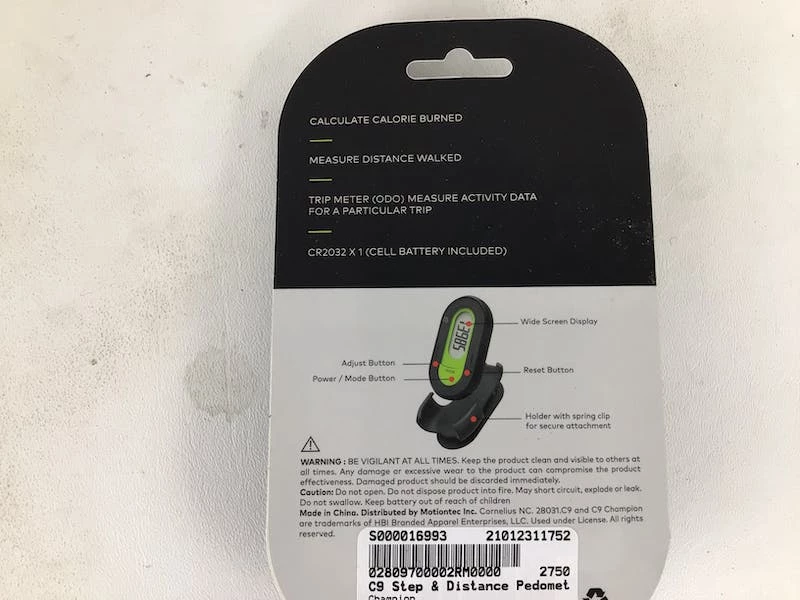 CALCULATE CALORIE BURNED
MEASURE DISTANCE WALKED
TRIP METER (ODO) MEASURE ACTIVITY DATA
FOR A PARTICULAR TRIP
CR2032 X 1 (CELL BATTERY INCLUDED)
Wide Screen Display
Adjust Button
Power / Mode Button
Reset Button
Holder with spring clip
for secure attachment
WARNING : BE VIGILANT AT ALL TIMES. Keep the product clean and visible to others at
all times. Any damage or excessive wear to the product can compromise the product
effectiveness. Damaged product should be discarded immediately.
Caution: Do not open. Do not dispose product into fire. May short circuit, explode or leak.
Do not swallow. Keep battery out of reach of children
Made in China. Distributed by Motiontec Inc. Cornelius NC. 28031.C9 and C9 Champion
are trademarks of HBI Branded Apparel Enterprises, LLC. Used under License. All rights
reserved.
S000016993 21012311752
02809700002RM0000 2750
C9 Step & Distance Pedomet
Champion